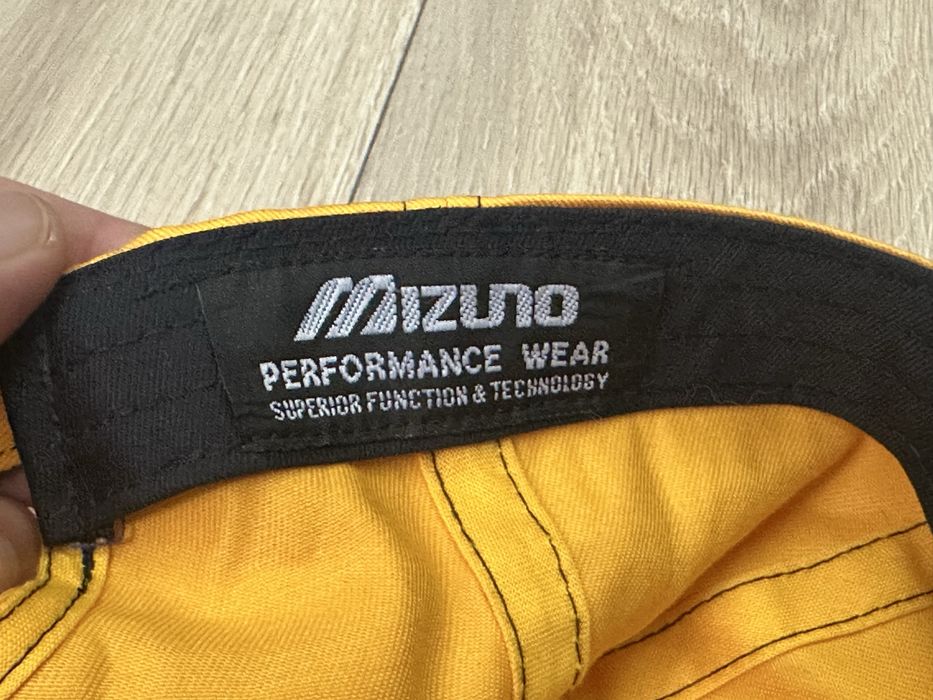 MIZUNO
PERFORMANCE WEAR
SUPERIOR FUNCTION & TECHNOLOGY